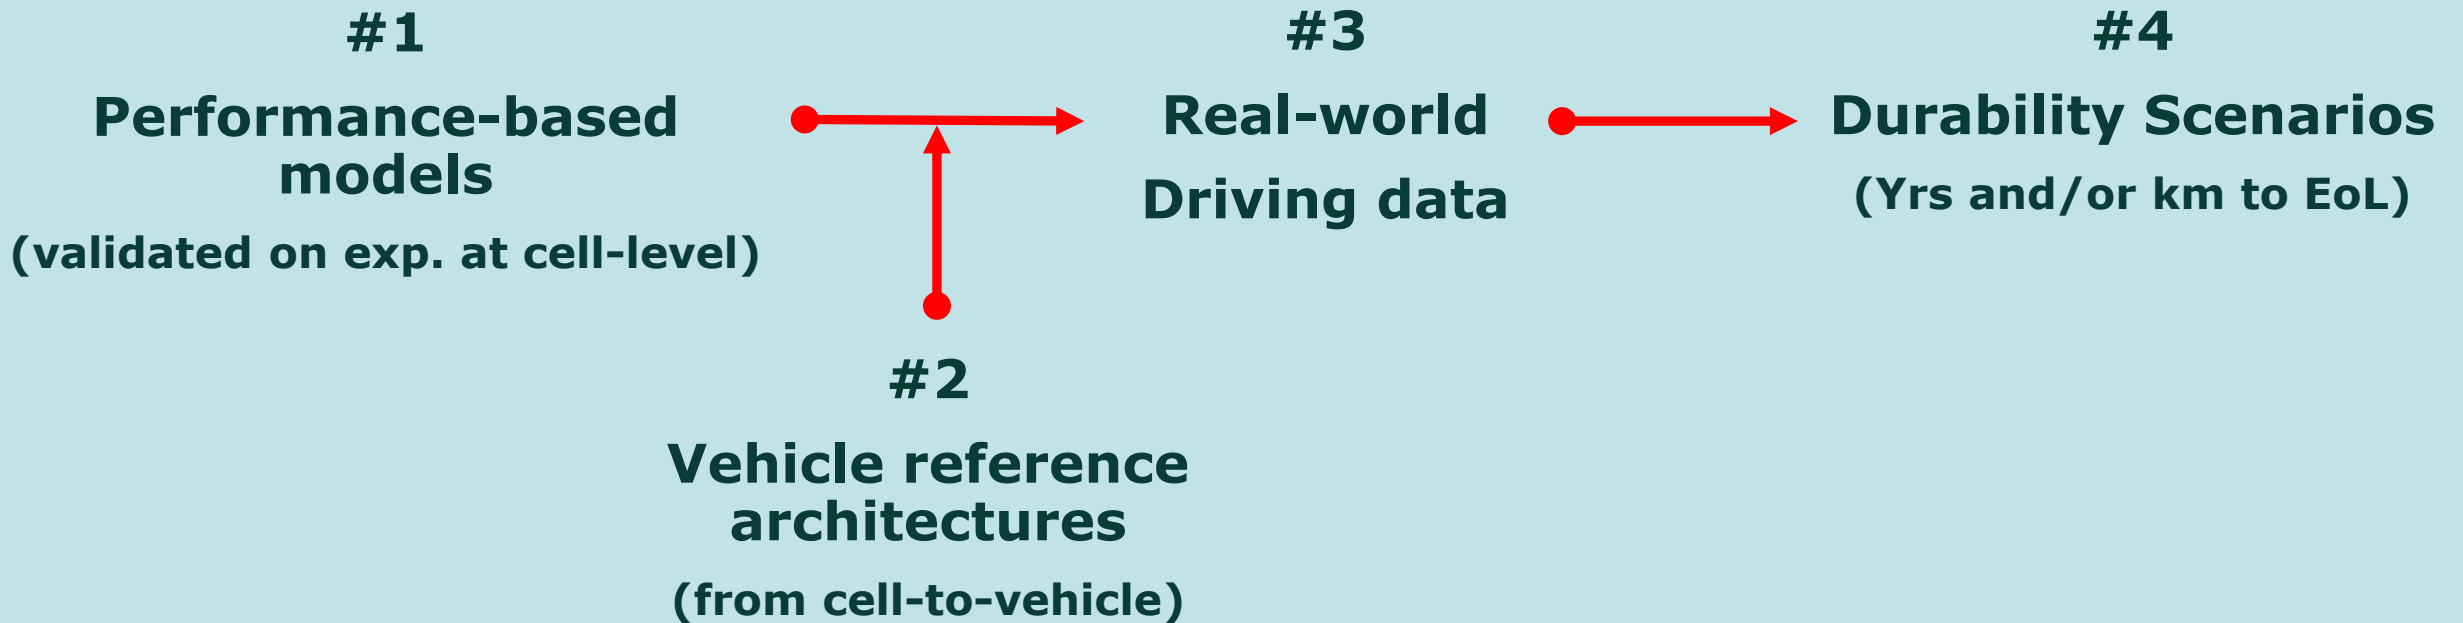 #1
Performance-based
models
(validated on exp. at cell-level)
#2
Vehicle reference
architectures
(from cell-to-vehicle)
#3
Real-world
Driving data
#4
Durability Scenarios
(Yrs and/or km to EoL)